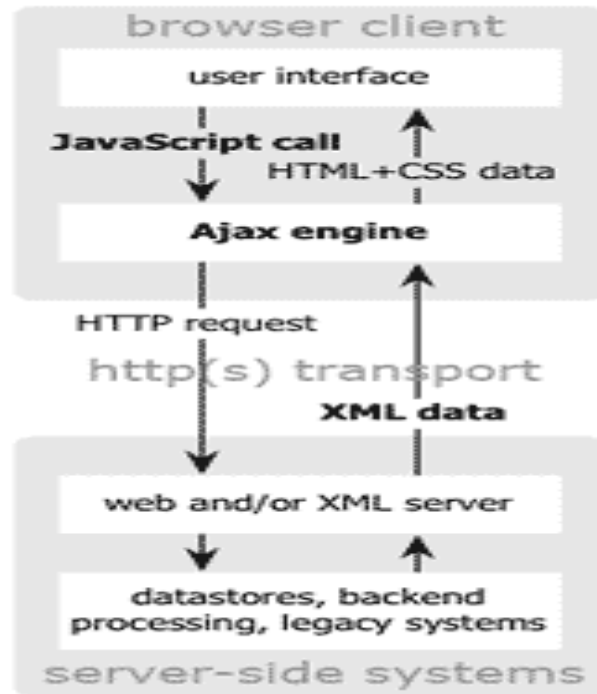 browser client
user interface
JavaScript call
HTML+CSS data
Ajax engine
HTTP request
http(s) transport
XML data
web and/or XML server
datastores, backend
processing, legacy systems
server-side systems